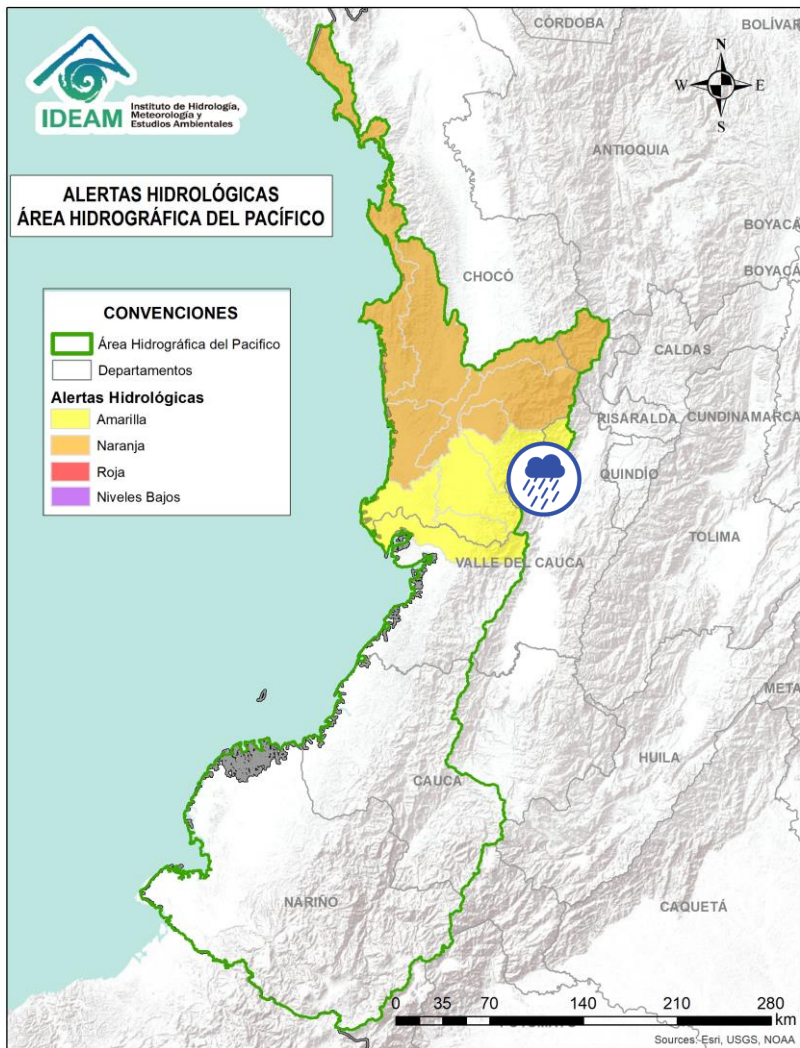 CÓRDOBA
BOLÍVAR
N
W
E
S
IDEAM
Instituto de Hidrología,
Meteorología y
Estudios Ambientales
ANTIOQUIA
ALERTAS HIDROLÓGICAS
ÁREA HIDROGRÁFICA DEL PACÍFICO
BOYACÁ
BOYACÁ
CHOCÓ
CONVENCIONES
Área Hidrográfica del Pacifico
Departamentos
Alertas Hidrológicas
Amarilla
Naranja
Roja
Niveles Bajos
CALDAS
RISARALDA
CUNDINAMARCA
QUINDÍO
TOLIMA
VALLE DEL CAUCA
META
HUILA
CAUCA
NARIÑO
CAQUETÁ
0 35 70 140 210 280
km
Sources: Esri, USGS, NOAA